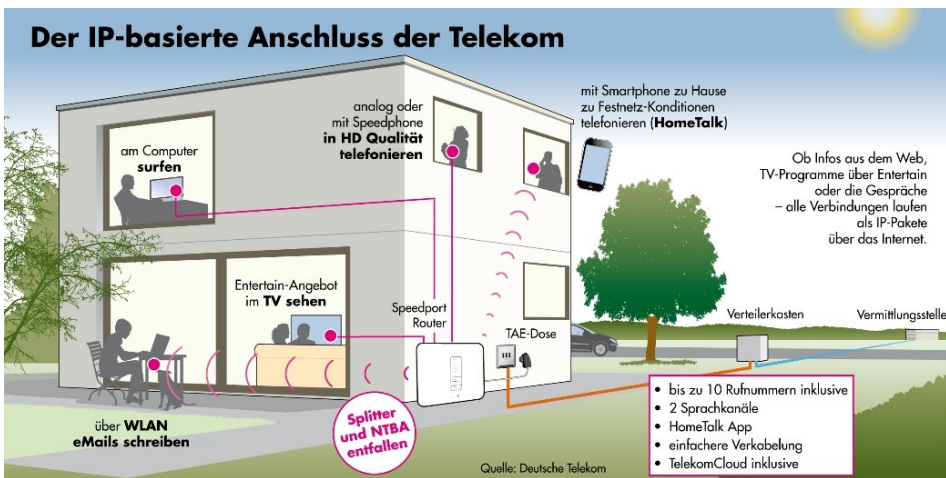 Der IP-basierte Anschluss der Telekom
am Computer
surfen
analog oder
mit Speedphone
in HD Qualität
telefonieren
mit Smartphone zu Hause
zu Festnetz-Konditionen
telefonieren (HomeTalk)
Ob Infos aus dem Web,
TV-Programme über Entertain
oder die Gespräche
– alle Verbindungen laufen
als IP-Pakete
über das Internet.
Entertain-Angebot
im TV sehen
Speedport
Router
TAE-Dose
Verteilerkasten
Vermittlungsstelle
über WLAN
eMails schreiben
Splitter
und NTBA
entfallen
• bis zu 10 Rufnummern inklusive
• 2 Sprachkanäle
• HomeTalk App
• einfachere Verkabelung
• TelekomCloud inklusive
Quelle: Deutsche Telekom